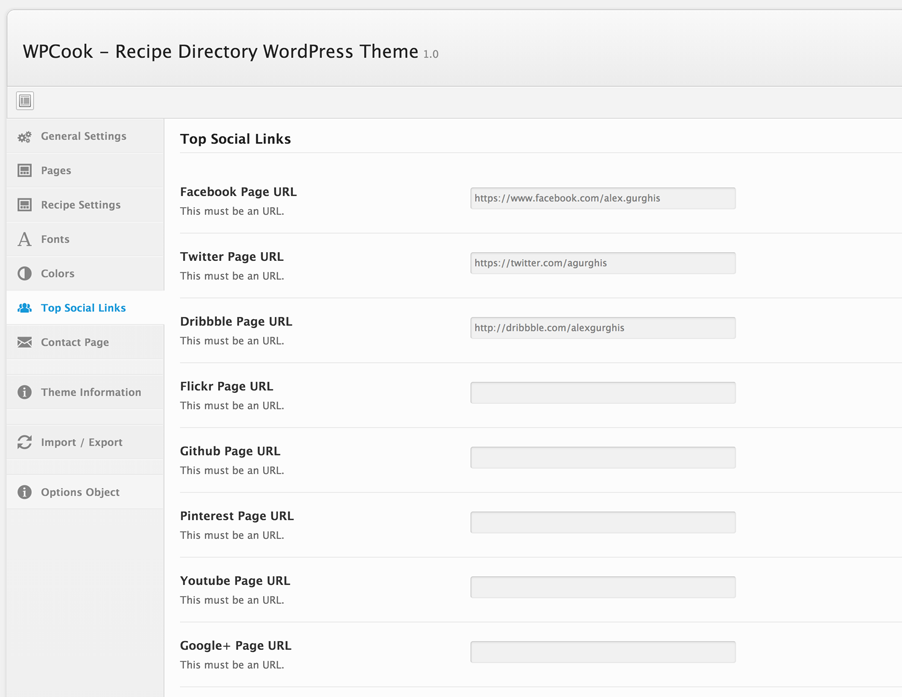 WPCook – Recipe Directory WordPress Theme 1.0
General Settings
Pages
Recipe Settings
Fonts
Colors
Top Social Links
Contact Page
Theme Information
Import / Export
Options Object
Top Social Links
Facebook Page URL
This must be an URL.
https://www.facebook.com/alex.gurghis
Twitter Page URL
This must be an URL.
https://twitter.com/agurghis
Dribbble Page URL
This must be an URL.
http://dribbble.com/alexgurghis
Flickr Page URL
This must be an URL.
Github Page URL
This must be an URL.
Pinterest Page URL
This must be an URL.
Youtube Page URL
This must be an URL.
Google+ Page URL
This must be an URL.